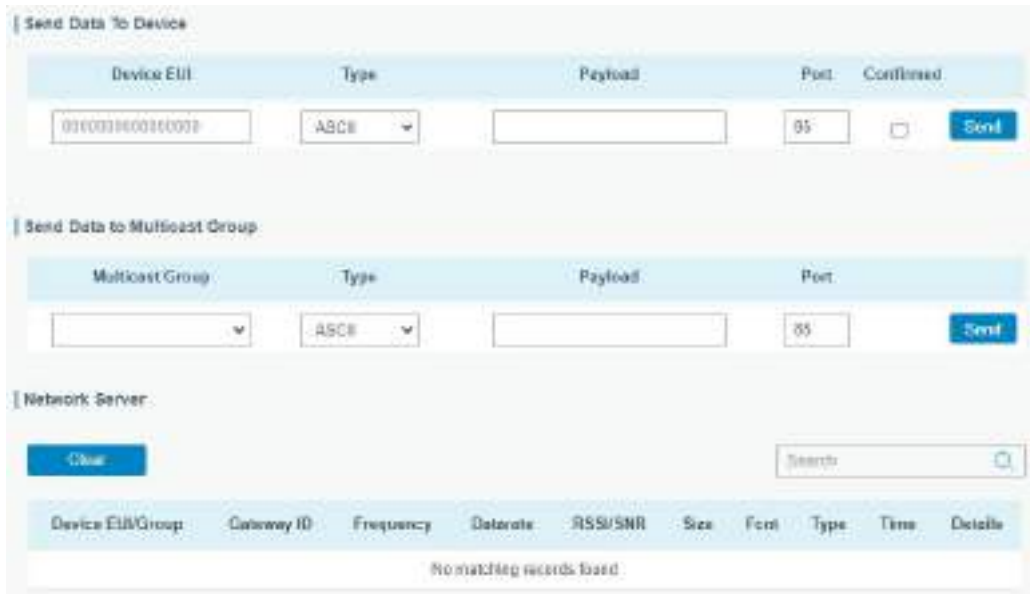 Send Data To Device
Device EUI Type Payload Port Confirmed
0000000000000000 ASCII 85 Send
Send Data to Multicast Group
Multicast Group Type Payload Port
ASCII 85 Send
Network Server
Clear Search
Device EUI/Group Gateway ID Frequency Datarate RSSI/SNR Size Fcnt Type Time Details
No matching records found